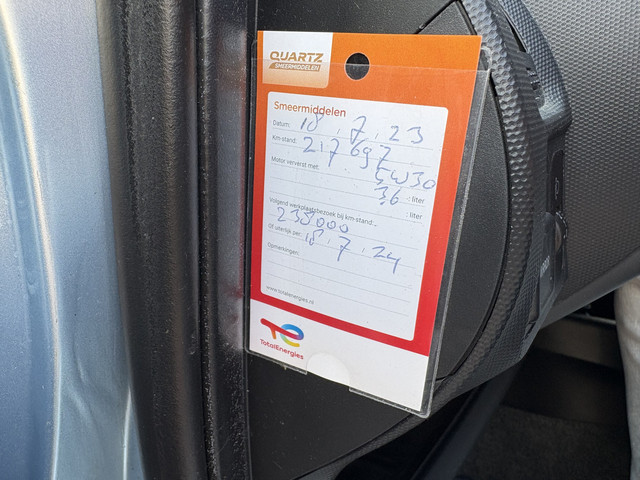 QUARTZ
SMEERMIDDELEN
Smeermiddelen
Datum: 18.7.23
Km-stand: 217697
Motor ververst met: 5W30
3,6 : liter
: liter
Volgend werkplaatsbezoek bij km-stand:
238000
Of uiterlijk per: 18.7.24
Opmerkingen:
www.totalenergies.nl
TotalEnergies